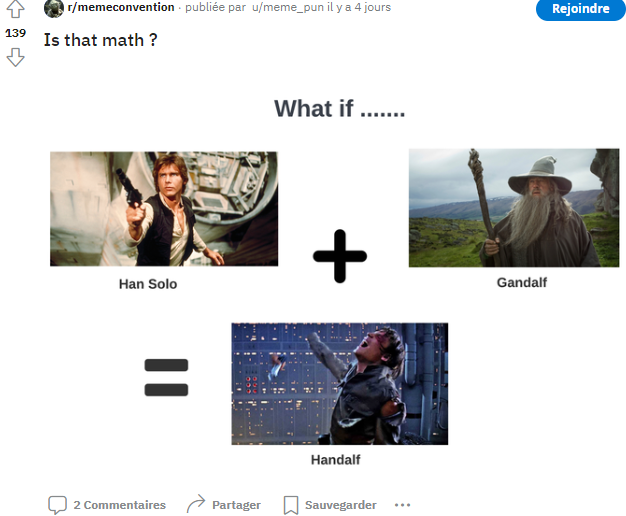 r/memeconvention · publiée par u/meme_pun il y a 4 jours
Rejoindre
139
Is that math ?
What if .......
Han Solo
Gandalf
Handalf
2 Commentaires
Partager
Sauvegarder